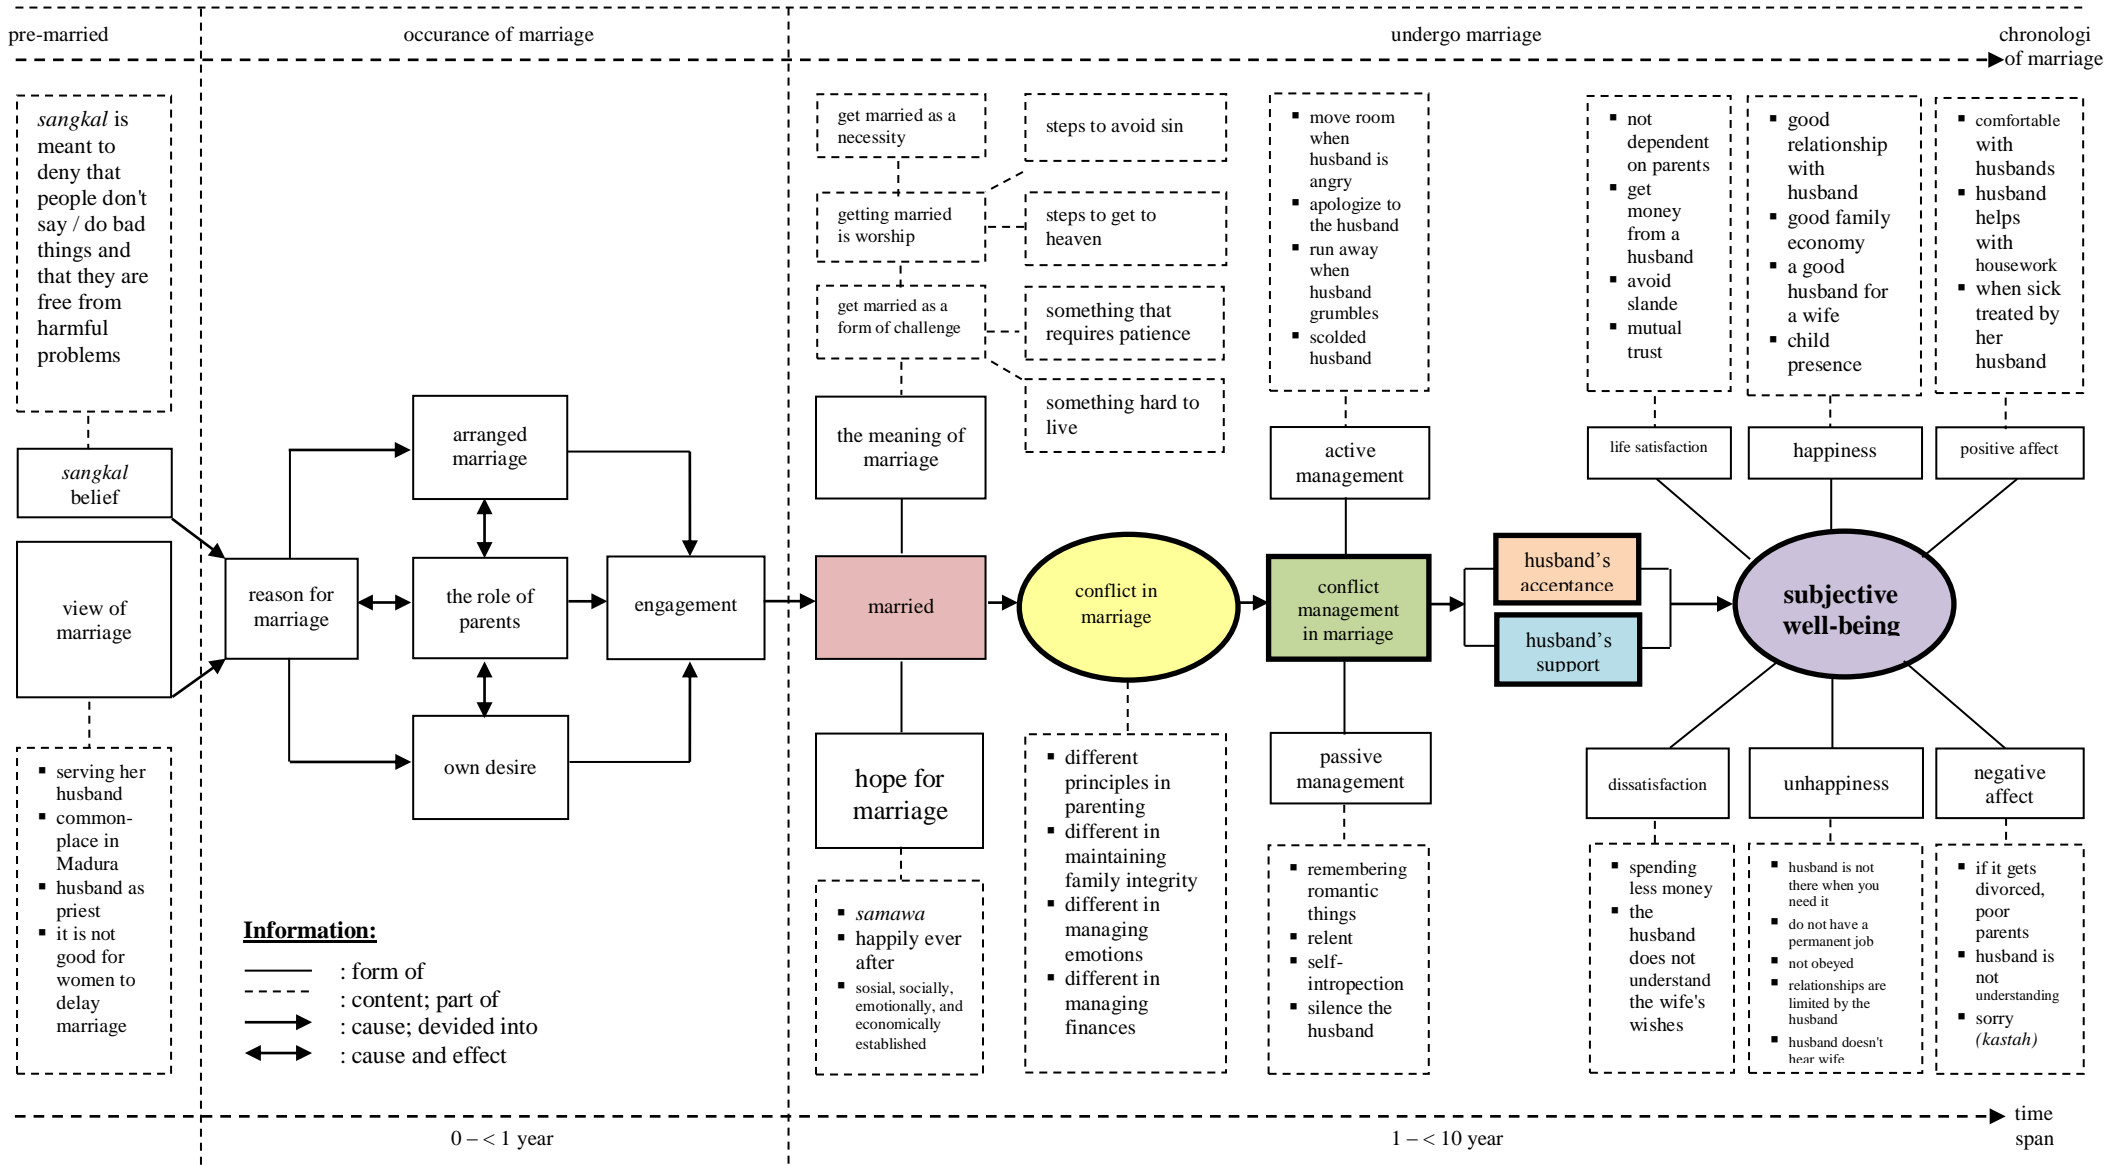 pre-married
occurance of marriage
undergo marriage
chronologi
of marriage
sangkal is
meant to
deny that
people don't
say / do bad
things and
that they are
free from
harmful
problems
sangkal
belief
view of
marriage
▪ serving her
husband
▪ common-
place in
Madura
▪ husband as
priest
▪ it is not
good for
women to
delay
marriage
reason for
marriage
arranged
marriage
the role of
parents
own desire
engagement
Information:
: form of
: content; part of
: cause; devided into
: cause and effect
get married as a
necessity
getting married
is worship
get married as a
form of challenge
steps to avoid sin
steps to get to
heaven
something that
requires patience
something hard to
live
the meaning of
marriage
married
hope for
marriage
▪ samawa
▪ happily ever
after
▪ sosial, socially,
emotionally, and
economically
established
conflict in
marriage
▪ different
principles in
parenting
▪ different in
maintaining
family integrity
▪ different in
managing
emotions
▪ different in
managing
finances
▪ move room
when
husband is
angry
▪ apologize to
the husband
▪ run away
when
husband
grumbles
▪ scolded
husband
active
management
conflict
management
in marriage
passive
management
▪ remembering
romantic
things
▪ relent
▪ self-
intropection
▪ silence the
husband
husband's
acceptance
husband's
support
▪ not
dependent
on parents
▪ get
money
from a
husband
▪ avoid
slande
▪ mutual
trust
life satisfaction
▪ good
relationship
with
husband
▪ good family
economy
▪ a good
husband for
a wife
▪ child
presence
happiness
▪ comfortable
with
husbands
▪ husband
helps
with
housework
▪ when sick
treated by
her
husband
positive affect
subjective
well-being
dissatisfaction
▪ spending
less money
▪ the
husband
does not
understand
the wife's
wishes
unhappiness
▪ husband is not
there when you
need it
▪ do not have a
permanent job
▪ not obeyed
▪ relationships are
limited by the
husband
▪ husband doesn't
hear wife
negative
affect
▪ if it gets
divorced,
poor
parents
▪ husband is
not
understanding
▪ sorry
(kastah)
0 – < 1 year
1 – < 10 year
time
span